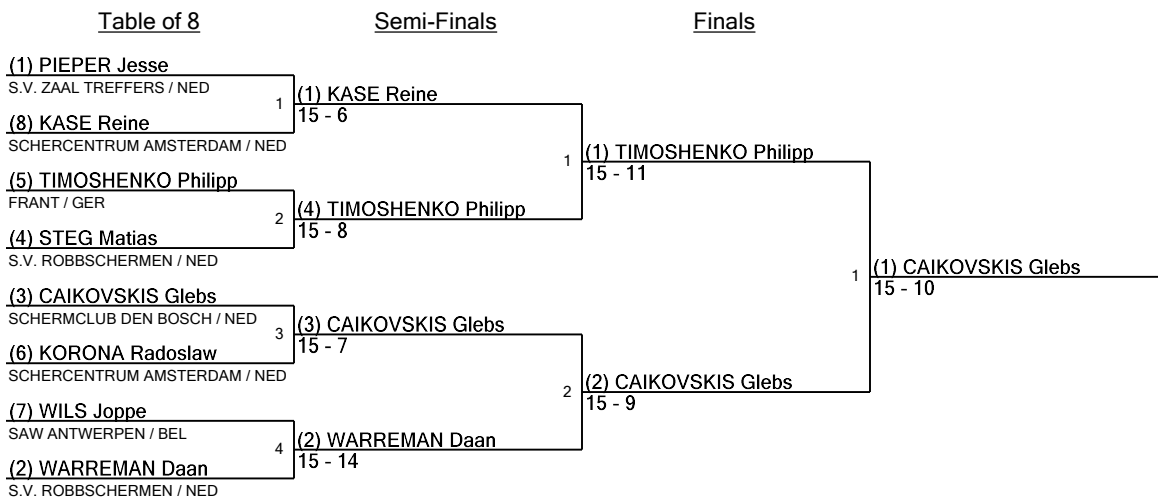 Table of 8
Semi-Finals
Finals
(1) PIEPER Jesse
S.V. ZAAL TREFFERS / NED
1
(1) KASE Reine
15 - 6
(8) KASE Reine
SCHERCENTRUM AMSTERDAM / NED
1
(1) TIMOSHENKO Philipp
15 - 11
(5) TIMOSHENKO Philipp
FRANT / GER
2
(4) TIMOSHENKO Philipp
15 - 8
(4) STEG Matias
S.V. ROBBSCHERMEN / NED
1
(1) CAIKOVSKIS Glebs
15 - 10
(3) CAIKOVSKIS Glebs
SCHERMCLUB DEN BOSCH / NED
3
(3) CAIKOVSKIS Glebs
15 - 7
(6) KORONA Radoslaw
SCHERCENTRUM AMSTERDAM / NED
2
(2) CAIKOVSKIS Glebs
15 - 9
(7) WILS Joppe
SAW ANTWERPEN / BEL
4
(2) WARREMAN Daan
15 - 14
(2) WARREMAN Daan
S.V. ROBBSCHERMEN / NED